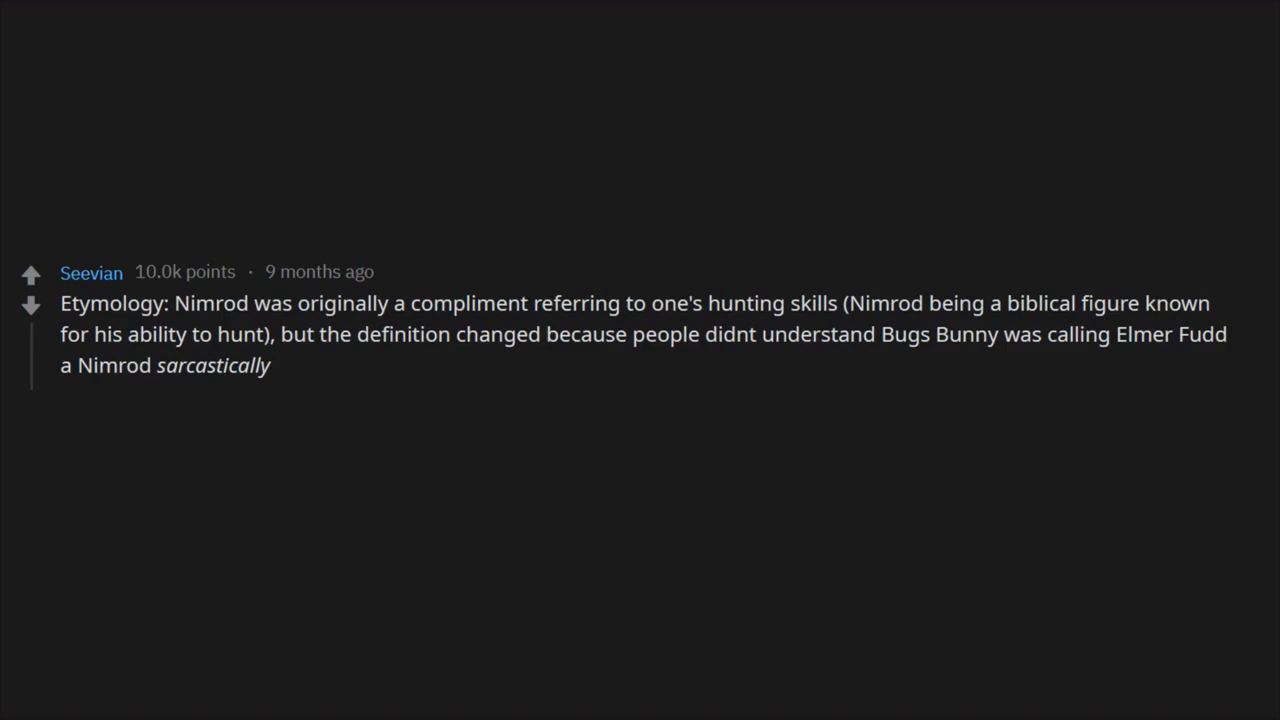 Seevian 10.0k points · 9 months ago
Etymology: Nimrod was originally a compliment referring to one's hunting skills (Nimrod being a biblical figure known
for his ability to hunt), but the definition changed because people didnt understand Bugs Bunny was calling Elmer Fudd
a Nimrod sarcastically